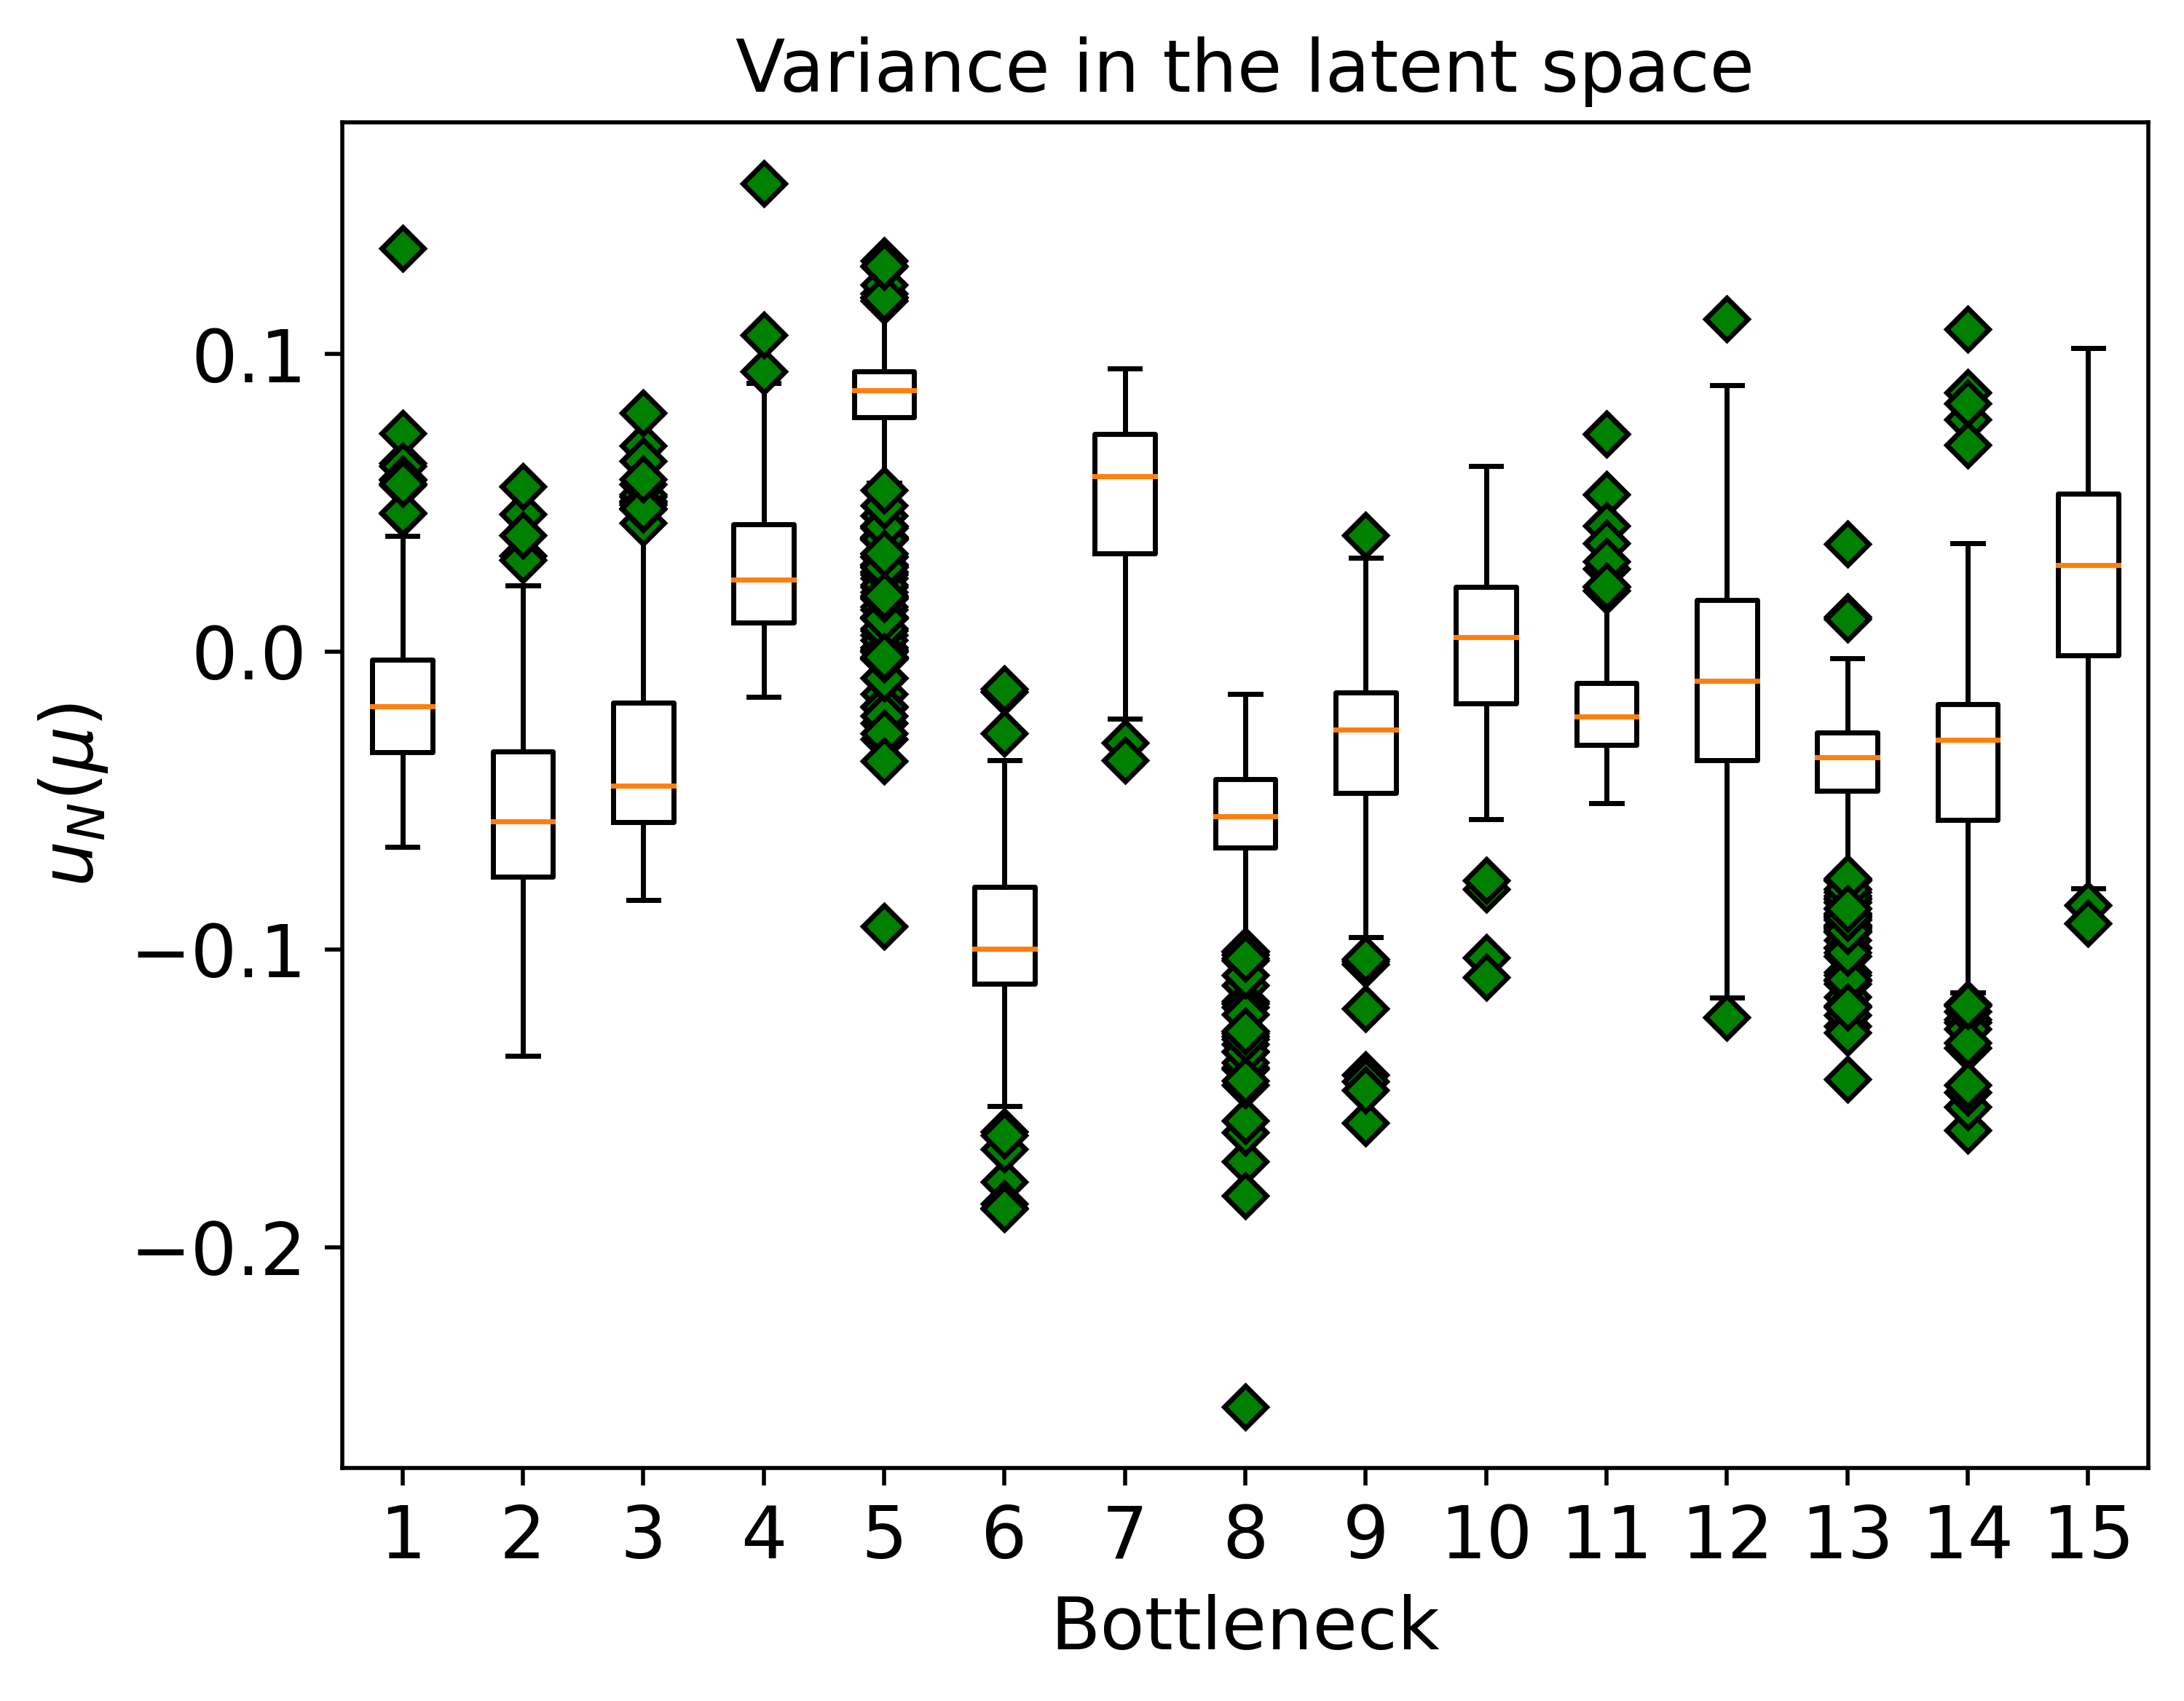 Variance in the latent space
0.1
0.0
−0.1
−0.2
u_N(μ)
1 2 3 4 5 6 7 8 9 10 11 12 13 14 15
Bottleneck